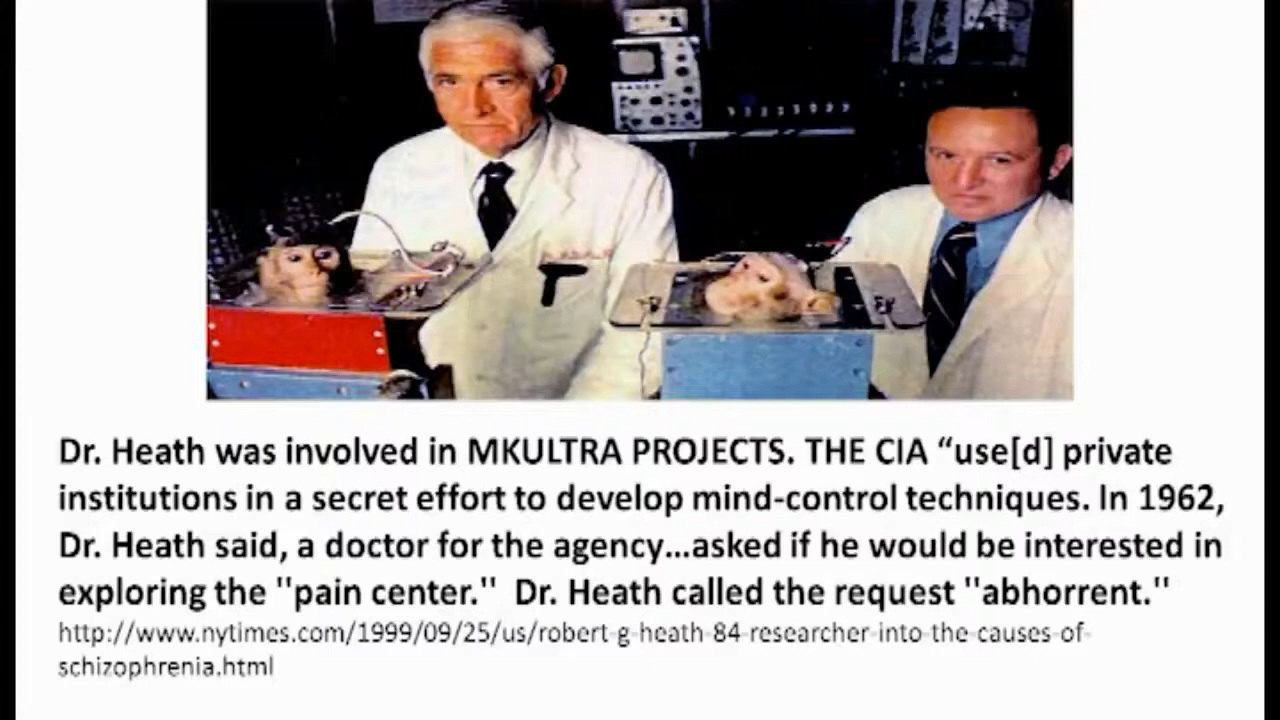 Dr. Heath was involved in MKULTRA PROJECTS. THE CIA “use[d] private
institutions in a secret effort to develop mind-control techniques. In 1962,
Dr. Heath said, a doctor for the agency...asked if he would be interested in
exploring the "pain center."  Dr. Heath called the request "abhorrent."
http://www.nytimes.com/1999/09/25/us/robert-g-heath-84-researcher-into-the-causes-of-
schizophrenia.html